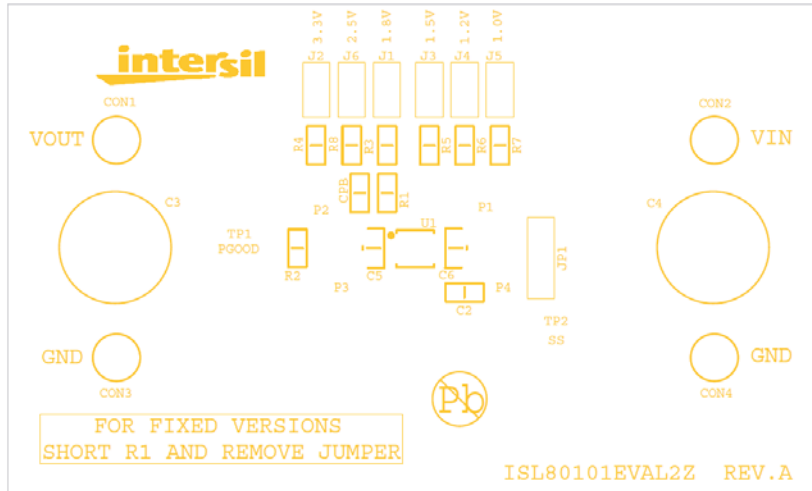 3.3V 2.5V 1.8V 1.5V 1.2V 1.0V
intersil
J2 J6 J1 J3 J4 J5
CON1
CON2
VOUT
VIN
R4 R8 R3 R5 R6 R7
CPB R1
C3
C4
P2
P1
TP1
PGOOD
U1
JP1
R2
C5
C6
P3
P4
C2
TP2
SS
GND
GND
CON3
CON4
Pb
FOR FIXED VERSIONS
SHORT R1 AND REMOVE JUMPER
ISL80101EVAL2Z REV.A